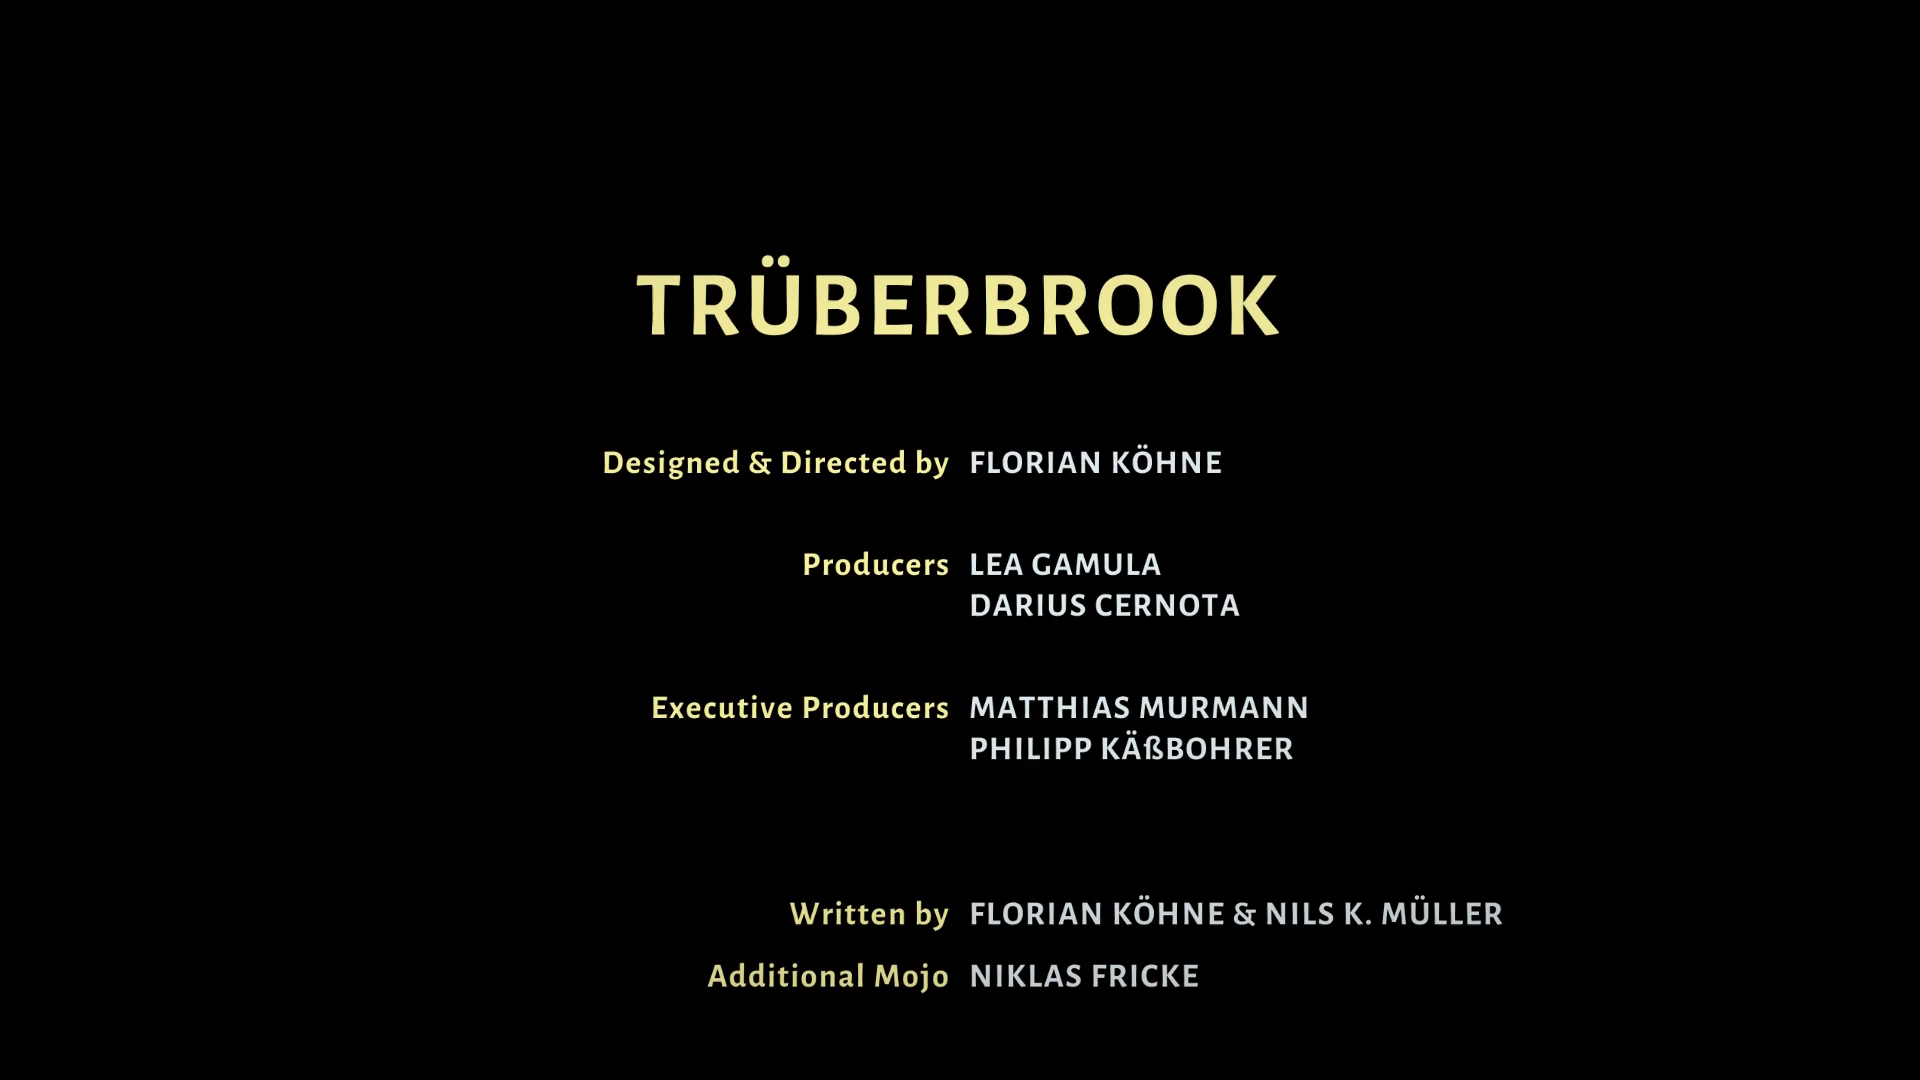 TRÜBERBROOK
Designed & Directed by FLORIAN KÖHNE
Producers LEA GAMULA
DARIUS CERNOTA
Executive Producers MATTHIAS MURMANN
PHILIPP KÄßBOHRER
Written by FLORIAN KÖHNE & NILS K. MÜLLER
Additional Mojo NIKLAS FRICKE